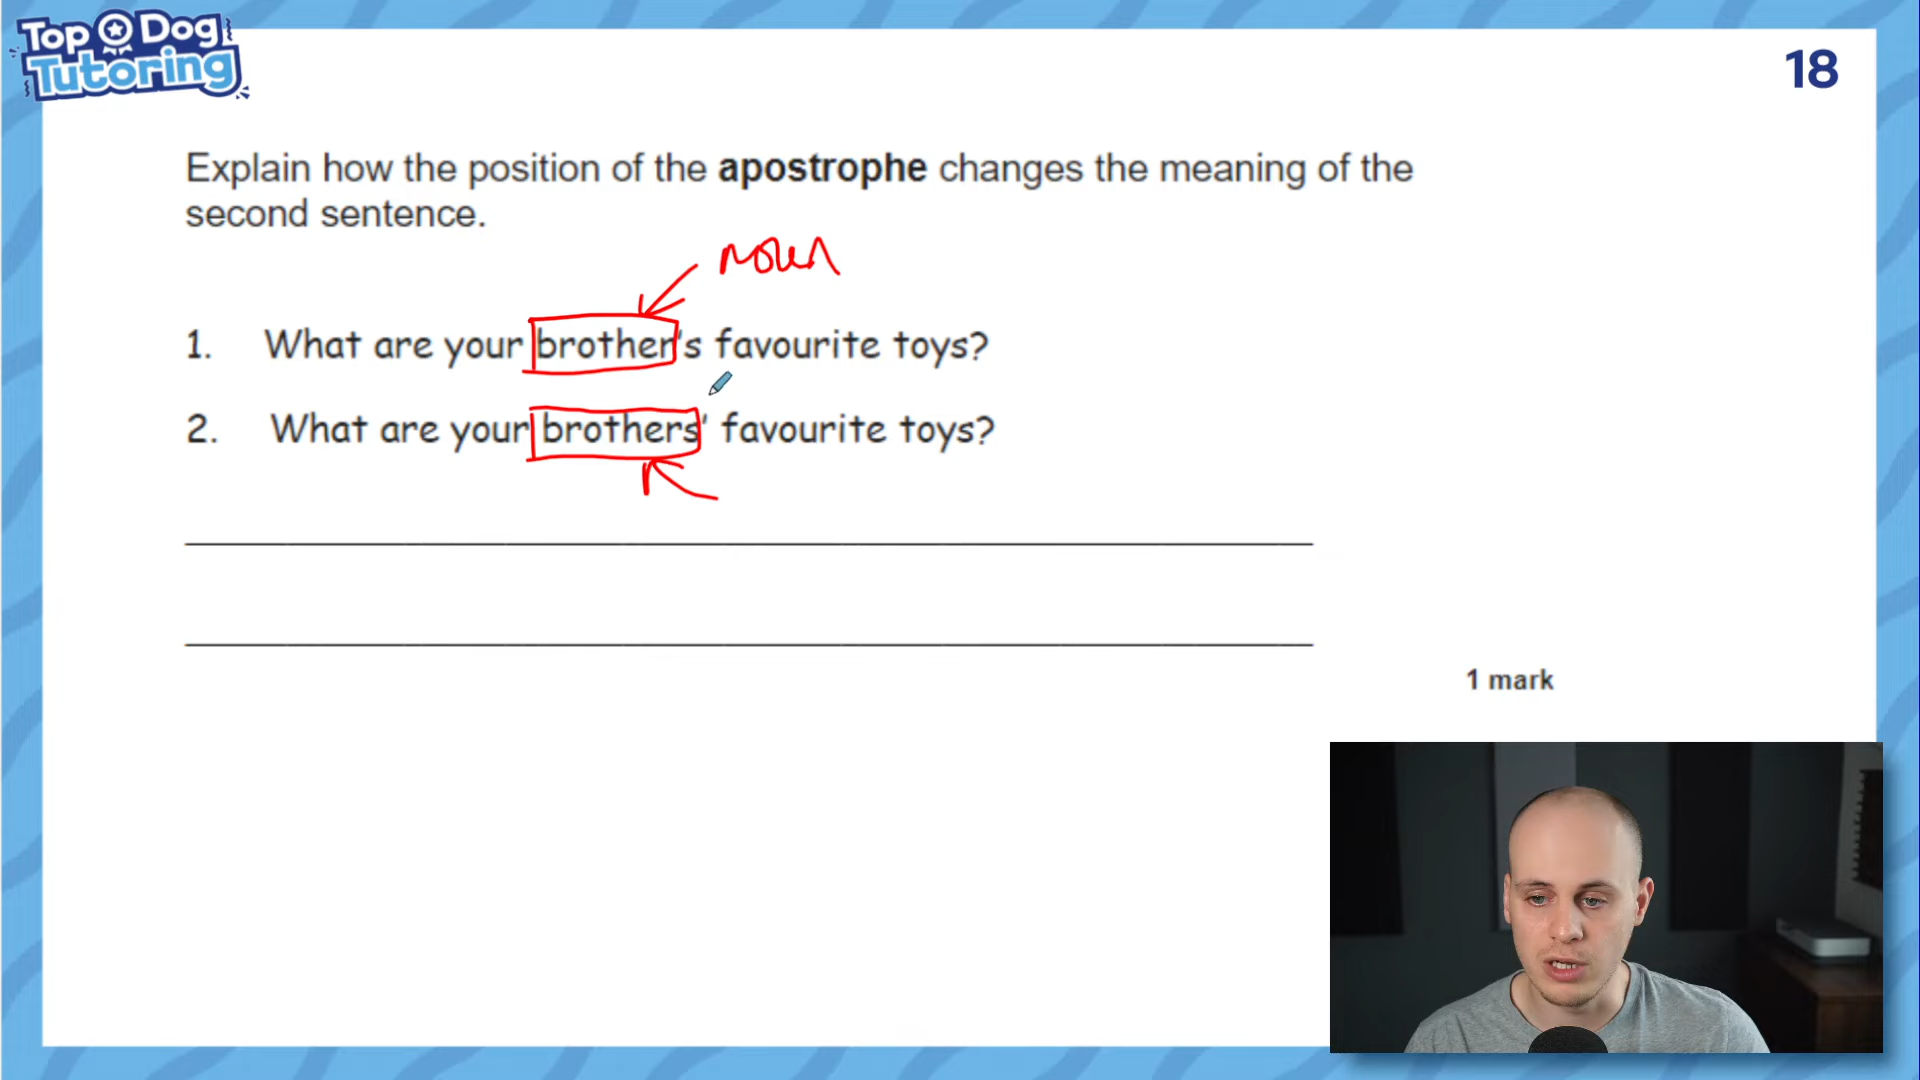 Top Dog
Tutoring
18
Explain how the position of the apostrophe changes the meaning of the
second sentence.
noun
1. What are your brother's favourite toys?
2. What are your brothers' favourite toys?
1 mark